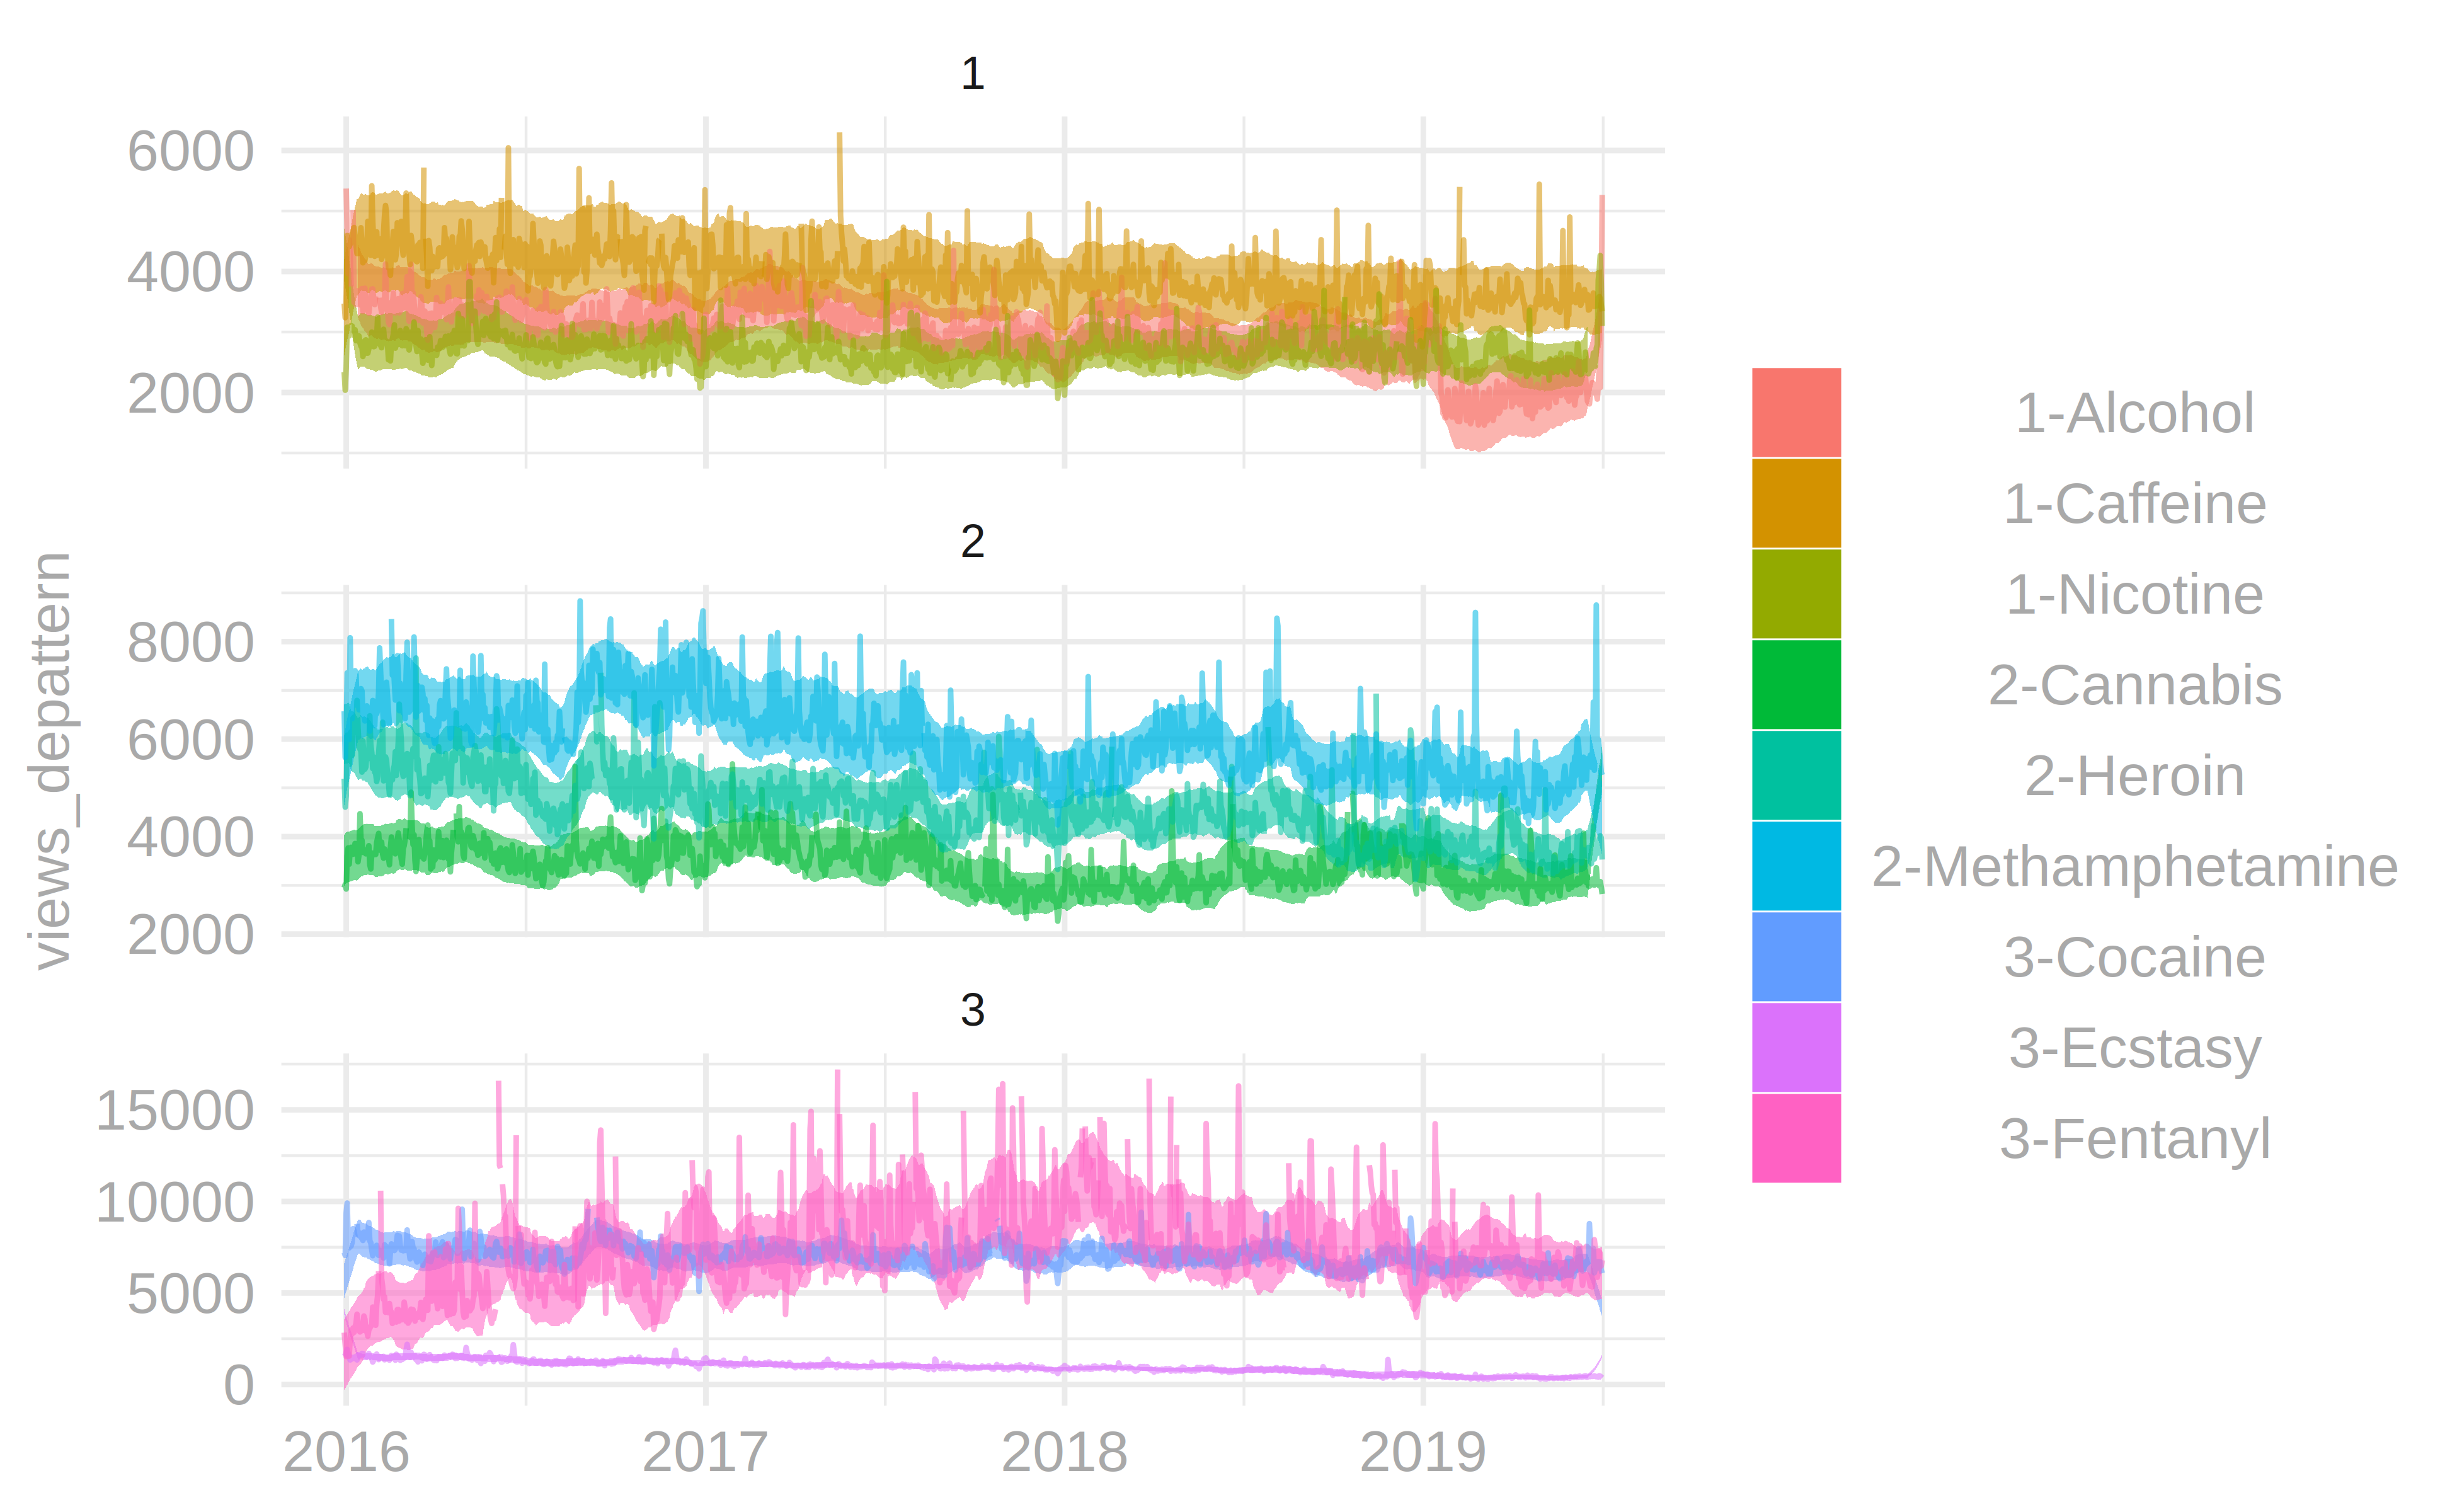 1
6000
4000
2000
2
8000
6000
4000
2000
3
15000
10000
5000
0
2016 2017 2018 2019
views_depattern
1-Alcohol
1-Caffeine
1-Nicotine
2-Cannabis
2-Heroin
2-Methamphetamine
3-Cocaine
3-Ecstasy
3-Fentanyl